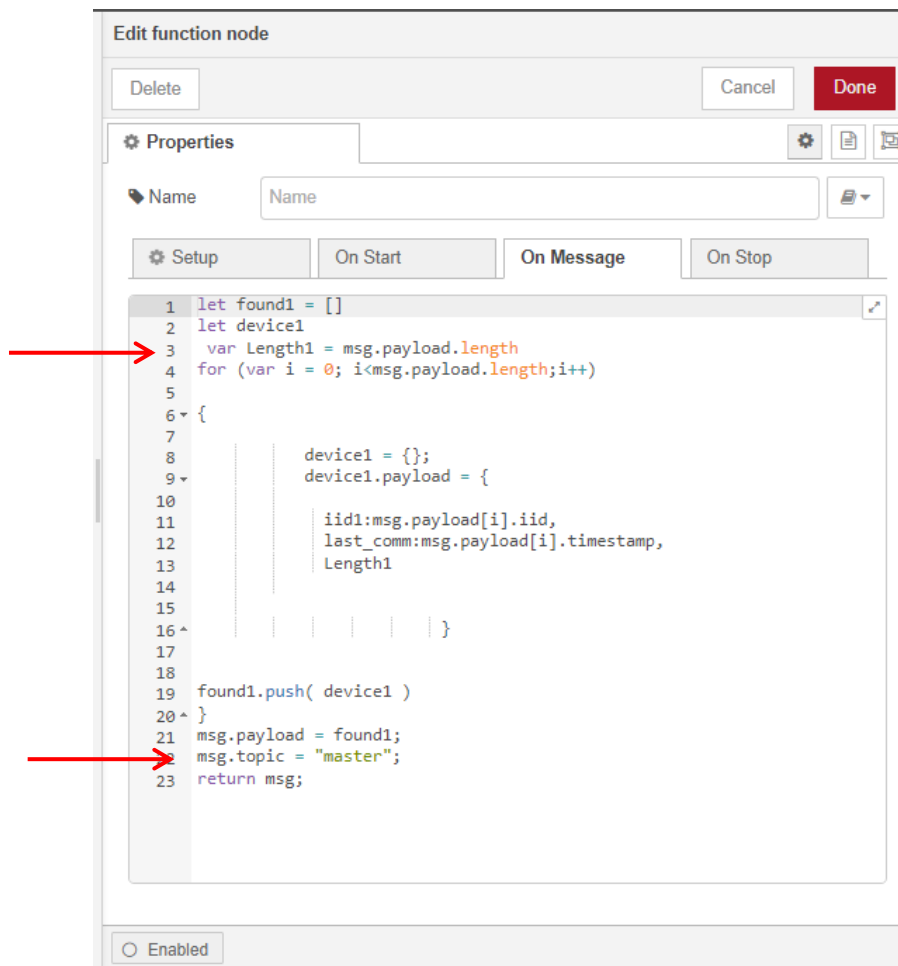 Edit function node
Delete Cancel Done
Properties
Name Name
Setup On Start On Message On Stop
1 let found1 = []
2 let device1
3 var Length1 = msg.payload.length
4 for (var i = 0; i<msg.payload.length;i++)
5
6 {
7
8 device1 = {};
9 device1.payload = {
10
11 iid1:msg.payload[i].iid,
12 last_comm:msg.payload[i].timestamp,
13 Length1
14
15
16 }
17
18
19 found1.push( device1 )
20 }
21 msg.payload = found1;
22 msg.topic = "master";
23 return msg;
Enabled